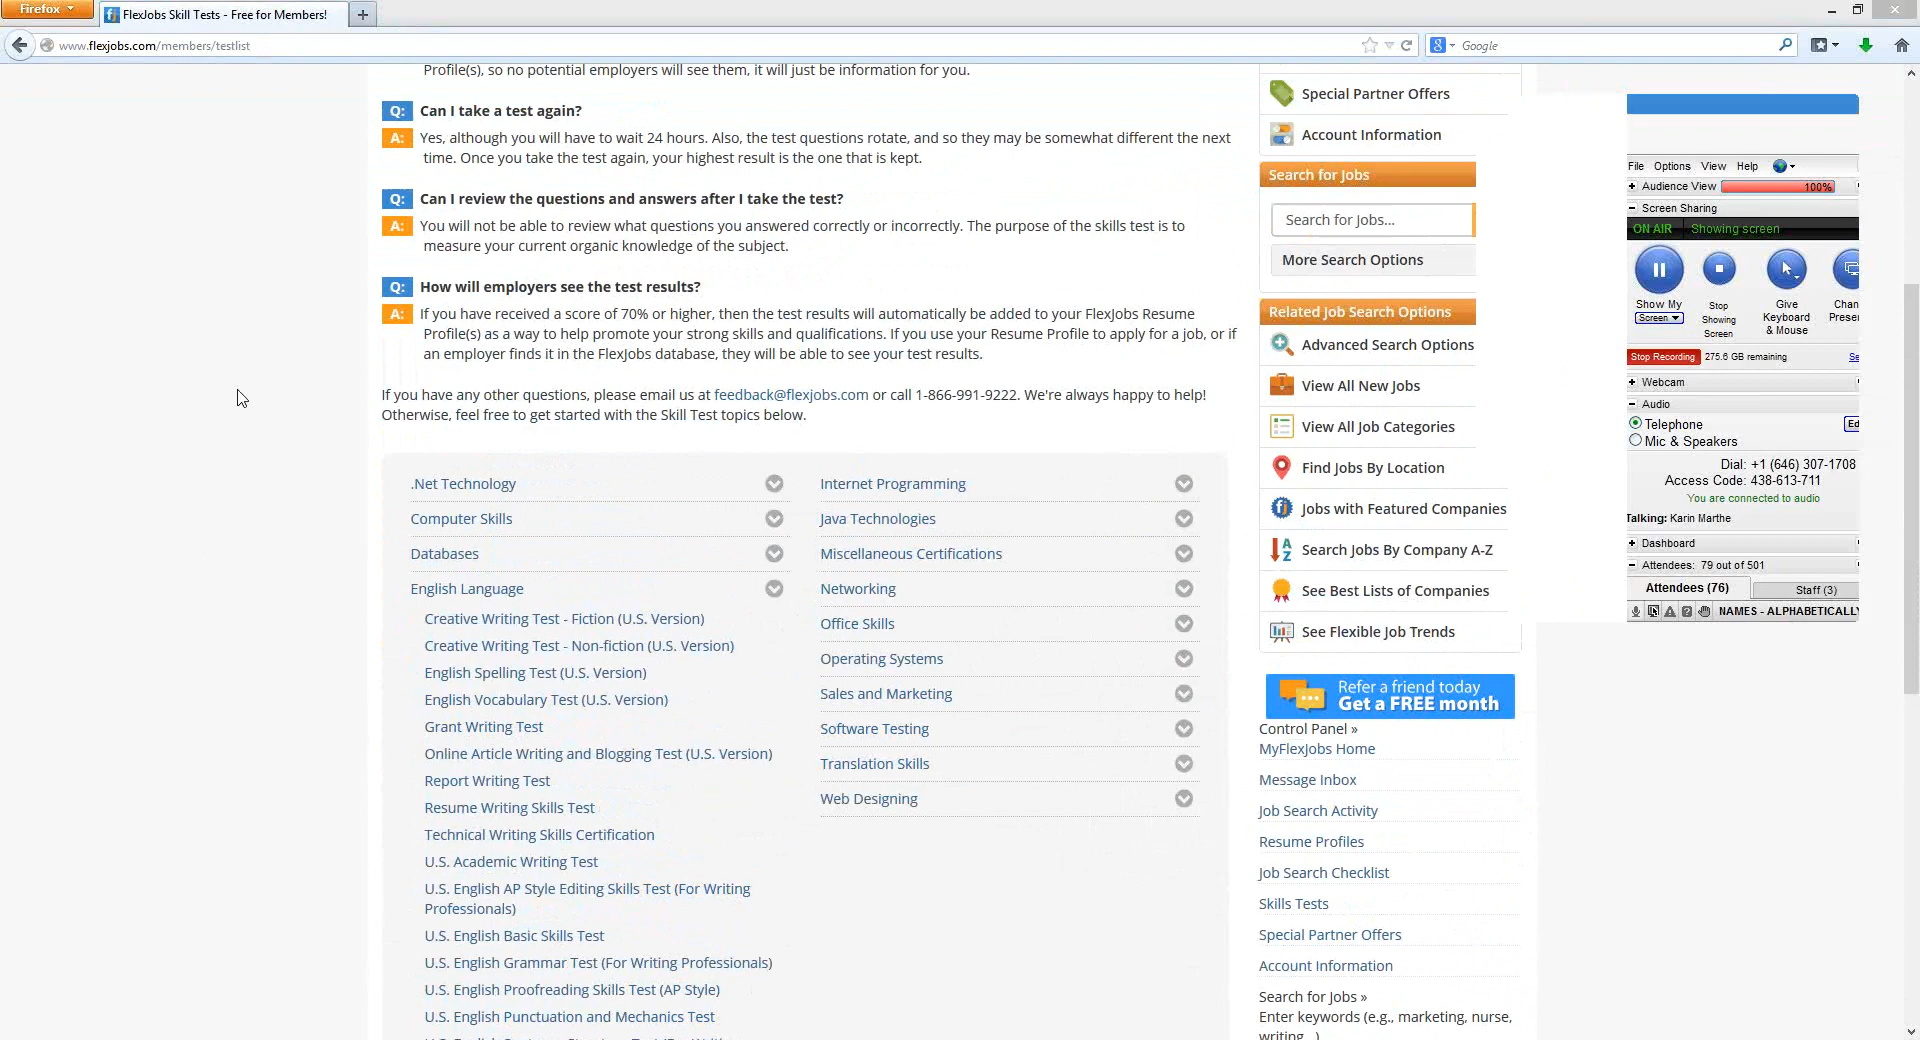 Firefox
FlexJobs Skill Tests - Free for Members!
www.flexjobs.com/members/testlist
Google
Profile(s), so no potential employers will see them, it will just be information for you.
Q: Can I take a test again?
A: Yes, although you will have to wait 24 hours. Also, the test questions rotate, and so they may be somewhat different the next
time. Once you take the test again, your highest result is the one that is kept.
Q: Can I review the questions and answers after I take the test?
A: You will not be able to review what questions you answered correctly or incorrectly. The purpose of the skills test is to
measure your current organic knowledge of the subject.
Q: How will employers see the test results?
A: If you have received a score of 70% or higher, then the test results will automatically be added to your FlexJobs Resume
Profile(s) as a way to help promote your strong skills and qualifications. If you use your Resume Profile to apply for a job, or if
an employer finds it in the FlexJobs database, they will be able to see your test results.
If you have any other questions, please email us at feedback@flexjobs.com or call 1-866-991-9222. We're always happy to help!
Otherwise, feel free to get started with the Skill Test topics below.
.Net Technology
Computer Skills
Databases
English Language
Creative Writing Test - Fiction (U.S. Version)
Creative Writing Test - Non-fiction (U.S. Version)
English Spelling Test (U.S. Version)
English Vocabulary Test (U.S. Version)
Grant Writing Test
Online Article Writing and Blogging Test (U.S. Version)
Report Writing Test
Resume Writing Skills Test
Technical Writing Skills Certification
U.S. Academic Writing Test
U.S. English AP Style Editing Skills Test (For Writing
Professionals)
U.S. English Basic Skills Test
U.S. English Grammar Test (For Writing Professionals)
U.S. English Proofreading Skills Test (AP Style)
U.S. English Punctuation and Mechanics Test
Internet Programming
Java Technologies
Miscellaneous Certifications
Networking
Office Skills
Operating Systems
Sales and Marketing
Software Testing
Translation Skills
Web Designing
Special Partner Offers
Account Information
Search for Jobs
Search for Jobs...
More Search Options
Related Job Search Options
Advanced Search Options
View All New Jobs
View All Job Categories
Find Jobs By Location
Jobs with Featured Companies
Search Jobs By Company A-Z
See Best Lists of Companies
See Flexible Job Trends
Refer a friend today
Get a FREE month
Control Panel »
MyFlexJobs Home
Message Inbox
Job Search Activity
Resume Profiles
Job Search Checklist
Skills Tests
Special Partner Offers
Account Information
Search for Jobs »
Enter keywords (e.g., marketing, nurse,
writing...)
File Options View Help
Audience View 100%
Screen Sharing
ON AIR Showing screen
Show My
Screen
Stop
Showing
Screen
Give
Keyboard
& Mouse
Chan
Prese
Stop Recording 275.6 GB remaining Se
Webcam
Audio
Telephone Ed
Mic & Speakers
Dial: +1 (646) 307-1708
Access Code: 438-613-711
You are connected to audio
Talking: Karin Marthe
Dashboard
Attendees: 79 out of 501
Attendees (76) Staff (3)
NAMES - ALPHABETICALLY